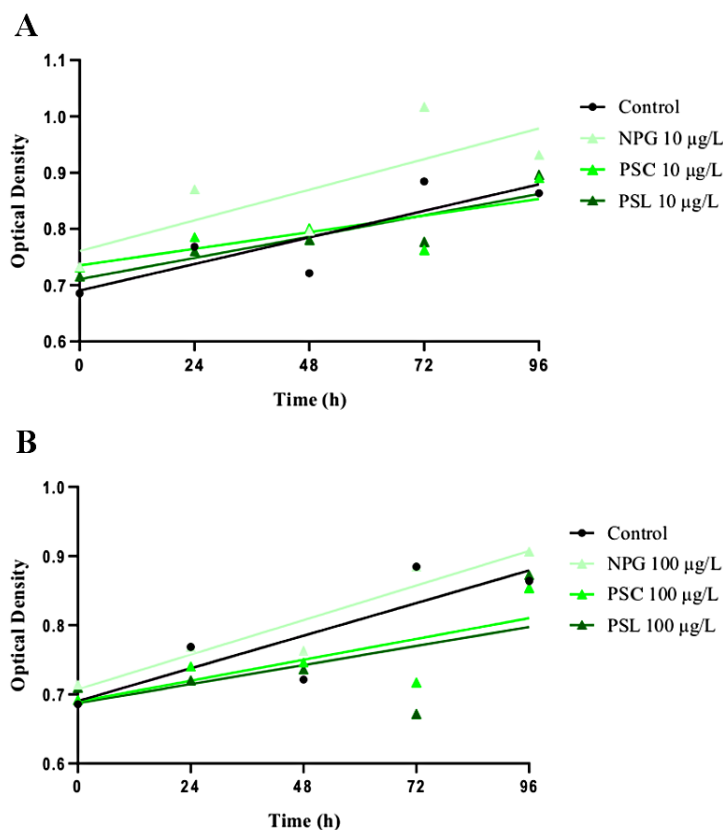 A
1.1
1.0
0.9
0.8
0.7
0.6
Optical Density
0 24 48 72 96
Time (h)
Control
NPG 10 µg/L
PSC 10 µg/L
PSL 10 µg/L
B
1.0
0.9
0.8
0.7
0.6
Optical Density
0 24 48 72 96
Time (h)
Control
NPG 100 µg/L
PSC 100 µg/L
PSL 100 µg/L